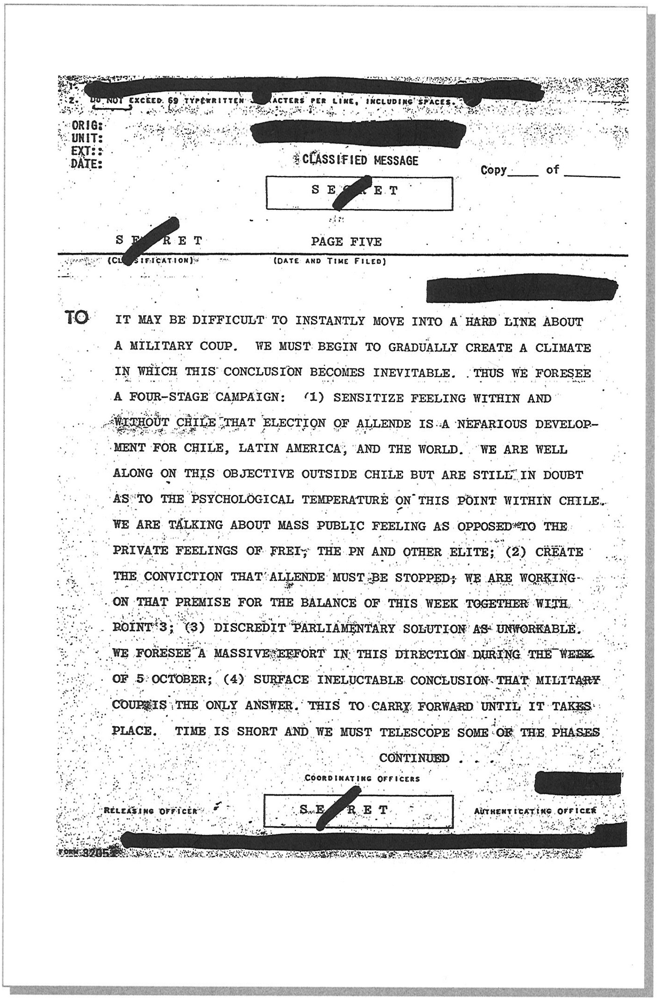 1.
2. DO NOT EXCEED 69 TYPEWRITTEN ACTERS PER LINE, INCLUDING SPACES.
ORIG:
UNIT:
EXT::
DATE:
CLASSIFIED MESSAGE
Copy____ of ________
S E C R E T
S E C R E T PAGE FIVE
(CLASSIFICATION) (DATE AND TIME FILED)
TO IT MAY BE DIFFICULT TO INSTANTLY MOVE INTO A HARD LINE ABOUT
A MILITARY COUP. WE MUST BEGIN TO GRADUALLY CREATE A CLIMATE
IN WHICH THIS CONCLUSION BECOMES INEVITABLE. THUS WE FORESEE
A FOUR-STAGE CAMPAIGN: (1) SENSITIZE FEELING WITHIN AND
WITHOUT CHILE THAT ELECTION OF ALLENDE IS A NEFARIOUS DEVELOP-
MENT FOR CHILE, LATIN AMERICA, AND THE WORLD. WE ARE WELL
ALONG ON THIS OBJECTIVE OUTSIDE CHILE BUT ARE STILL IN DOUBT
AS TO THE PSYCHOLOGICAL TEMPERATURE ON THIS POINT WITHIN CHILE.
WE ARE TALKING ABOUT MASS PUBLIC FEELING AS OPPOSED TO THE
PRIVATE FEELINGS OF FREI, THE PN AND OTHER ELITE; (2) CREATE
THE CONVICTION THAT ALLENDE MUST BE STOPPED; WE ARE WORKING
ON THAT PREMISE FOR THE BALANCE OF THIS WEEK TOGETHER WITH
POINT 3; (3) DISCREDIT PARLIAMENTARY SOLUTION AS UNWORKABLE.
WE FORESEE A MASSIVE EFFORT IN THIS DIRECTION DURING THE WEEK
OF 5 OCTOBER; (4) SURFACE INELUCTABLE CONCLUSION THAT MILITARY
COUP IS THE ONLY ANSWER. THIS TO CARRY FORWARD UNTIL IT TAKES
PLACE. TIME IS SHORT AND WE MUST TELESCOPE SOME OF THE PHASES
CONTINUED . . .
COORDINATING OFFICERS
RELEASING OFFICER
S E C R E T
AUTHENTICATING OFFICER
FORM 3205